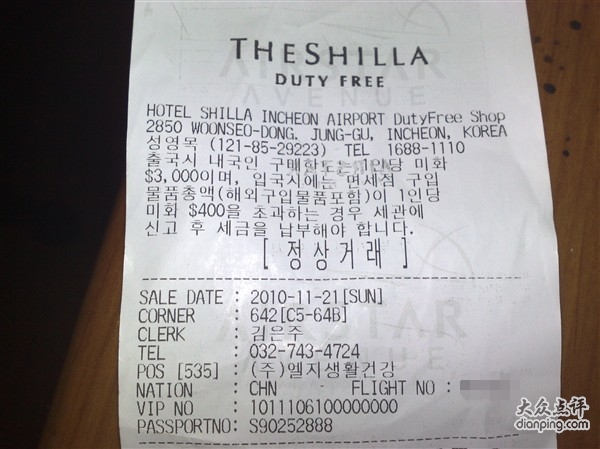 THE SHILLA
DUTY FREE
HOTEL SHILLA INCHEON AIRPORT DutyFree Shop
2850 WOONSEO-DONG. JUNG-GU, INCHEON, KOREA
성영목 (121-85-29223) TEL 1688-1110
출국시 내국인 구매한도는 1인당 미화
$3,000이며, 입국시에는 면세점 구입
물품총액(해외구입물품포함)이 1인당
미화 $400을 초과하는 경우 세관에
신고 후 세금을 납부해야 합니다.
[ 정상거래 ]
SALE DATE : 2010-11-21[SUN]
CORNER : 642[C5-64B]
CLERK : 김은주
TEL : 032-743-4724
POS [535] : (주)엘지생활건강
NATION : CHN FLIGHT NO :
VIP NO : 1011106100000000
PASSPORTNO: S90252888
AIRSTAR
AVENUE
AIRSTAR
AVENUE
大众点评
dianping.com